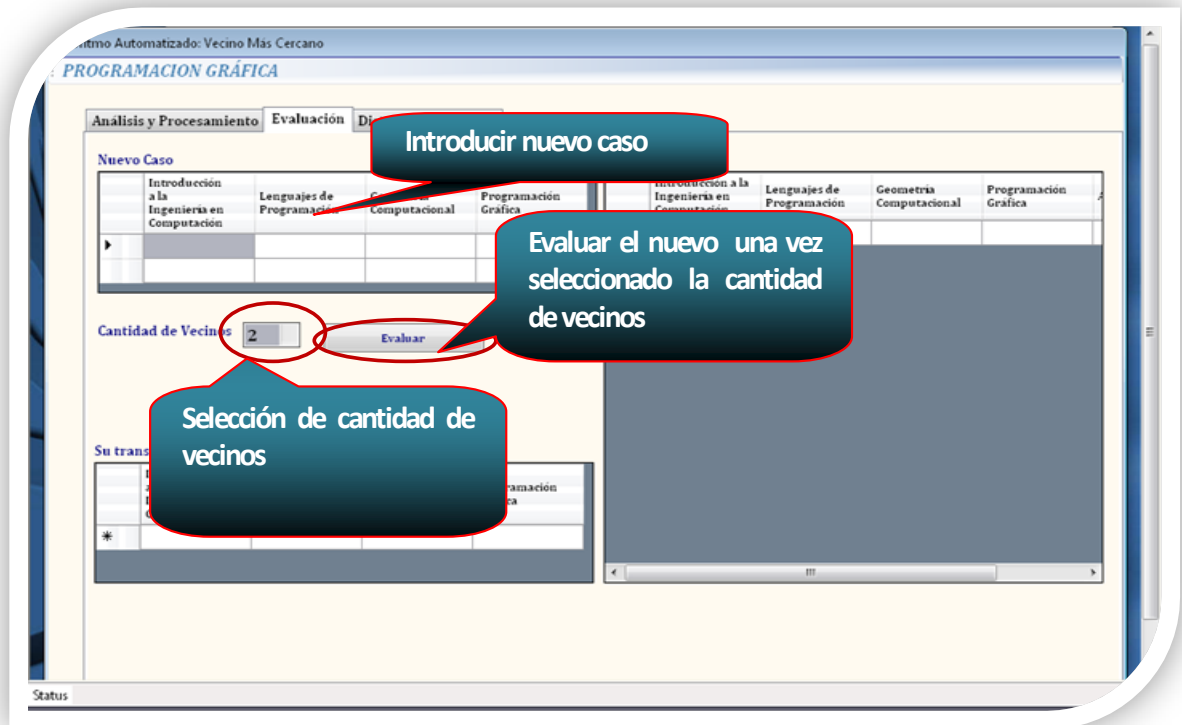 tmo Automatizado: Vecino Más Cercano
PROGRAMACION GRÁFICA
Análisis y Procesamiento
Evaluación
Introducir nuevo caso
Nuevo Caso
Introducción
a la
Ingeniería en
Computación
Lenguajes de
Programación
Computacional
Programación
Gráfica
Introducción a la
Ingeniería en
Computación
Lenguajes de
Programación
Geometría
Computacional
Programación
Gráfica
Evaluar el nuevo una vez
seleccionado la cantidad
de vecinos
Cantidad de Vecinos
2
Evaluar
Selección de cantidad de
vecinos
Su trans
ramación
ca
Status